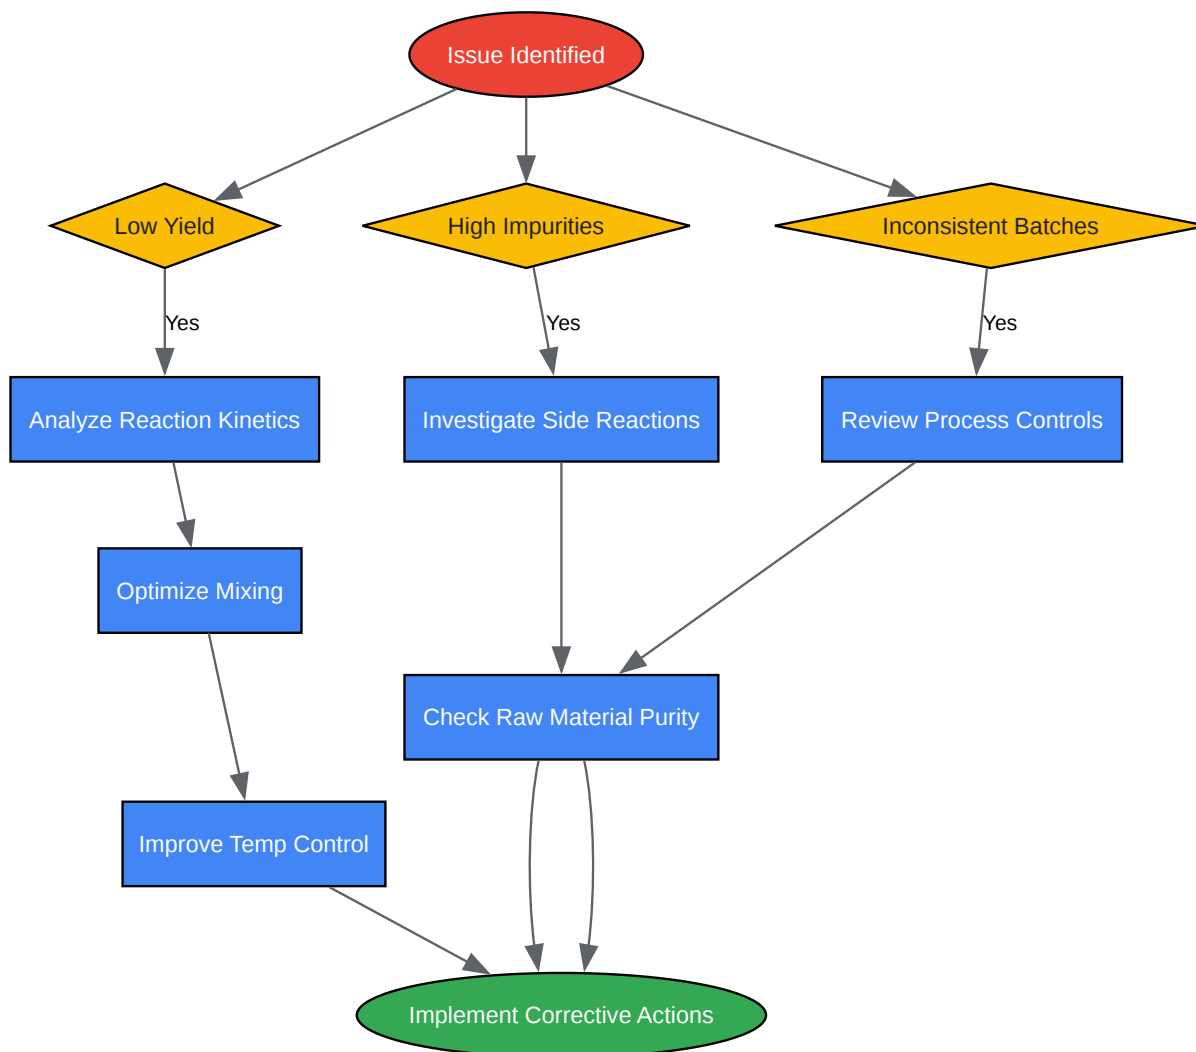 Issue Identified
Low Yield
High Impurities
Inconsistent Batches
Yes
Yes
Yes
Analyze Reaction Kinetics
Investigate Side Reactions
Review Process Controls
Optimize Mixing
Check Raw Material Purity
Improve Temp Control
Implement Corrective Actions